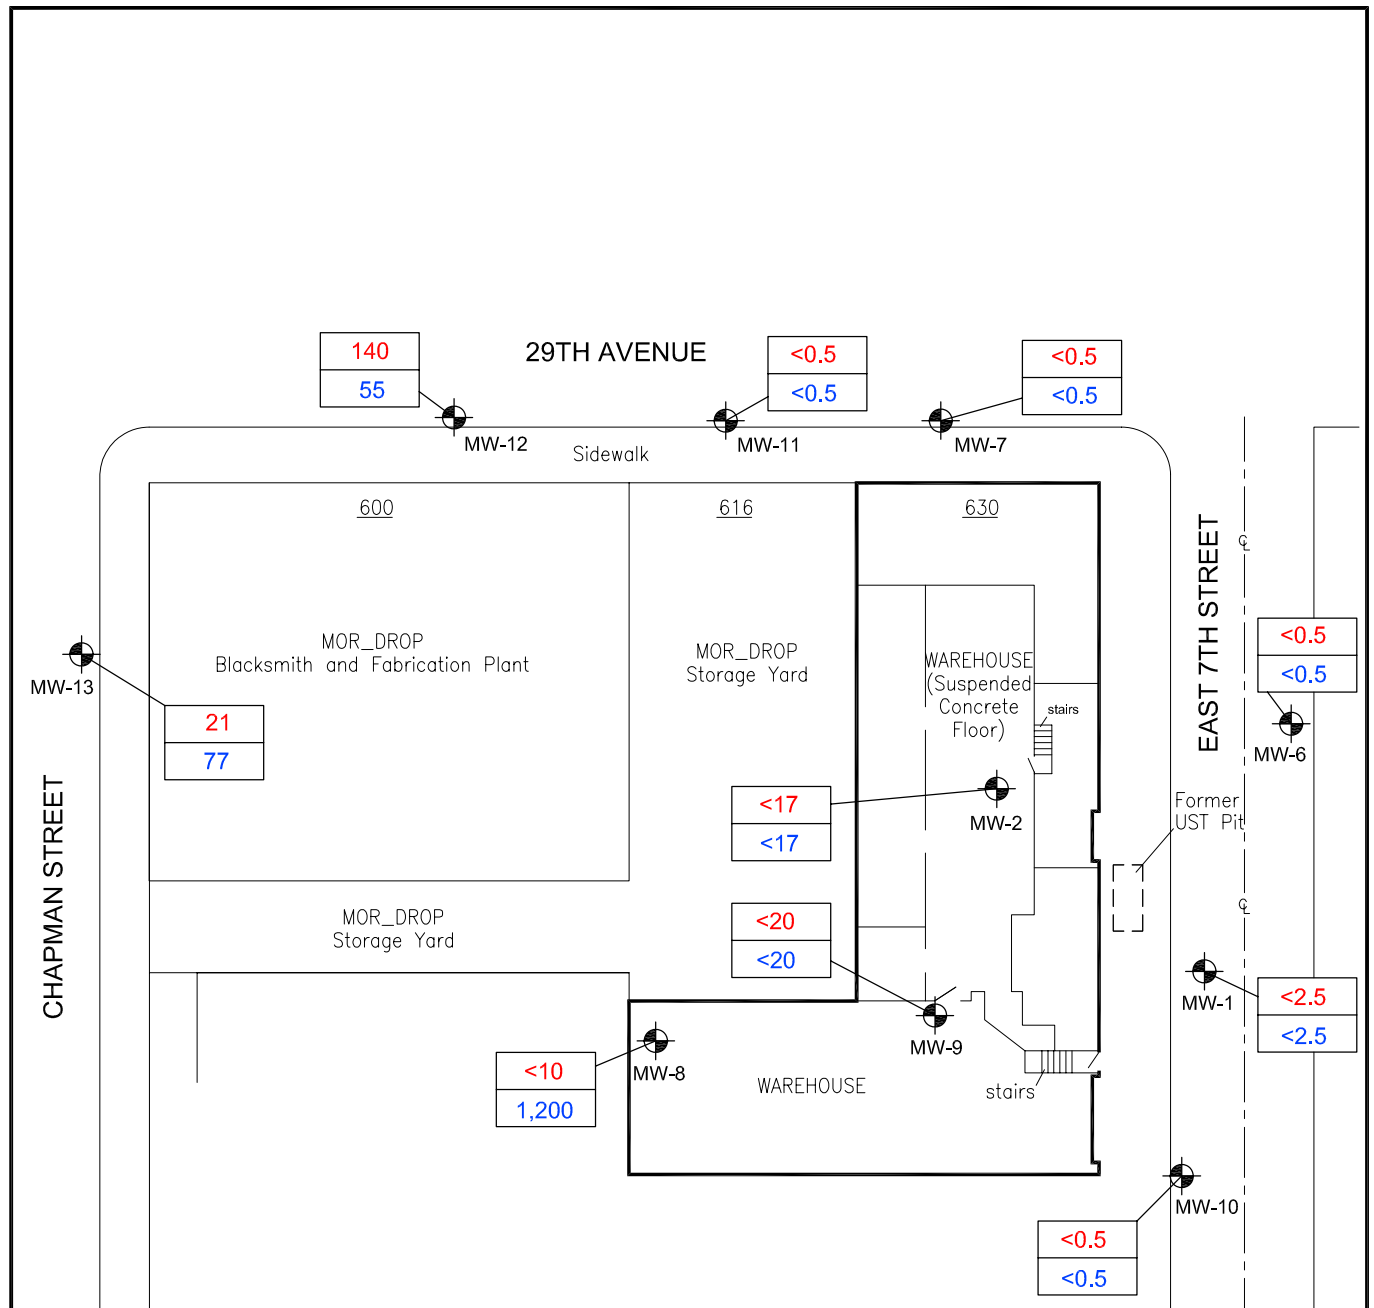 140
55
29TH AVENUE
<0.5
<0.5
<0.5
<0.5
MW-12
MW-11
MW-7
Sidewalk
600
616
630
EAST 7TH STREET
℄
<0.5
<0.5
MOR_DROP
Blacksmith and Fabrication Plant
MOR_DROP
Storage Yard
WAREHOUSE
(Suspended
Concrete
Floor)
stairs
MW-13
MW-6
21
77
<17
<17
MW-2
Former
UST Pit
CHAPMAN STREET
MOR_DROP
Storage Yard
<20
<20
℄
MW-1
<2.5
<2.5
MW-9
MW-8
<10
1,200
WAREHOUSE
stairs
MW-10
<0.5
<0.5